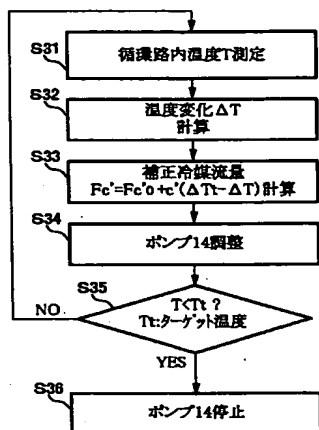 S31
循環路内温度T測定
S32
温度変化ΔT
計算
S33
補正冷媒流量
Fc'=Fc'0+c'(ΔTt-ΔT)計算
S34
ポンプ14調整
S35
T<Tt ?
Tt:ターゲット温度
NO
YES
S36
ポンプ14停止